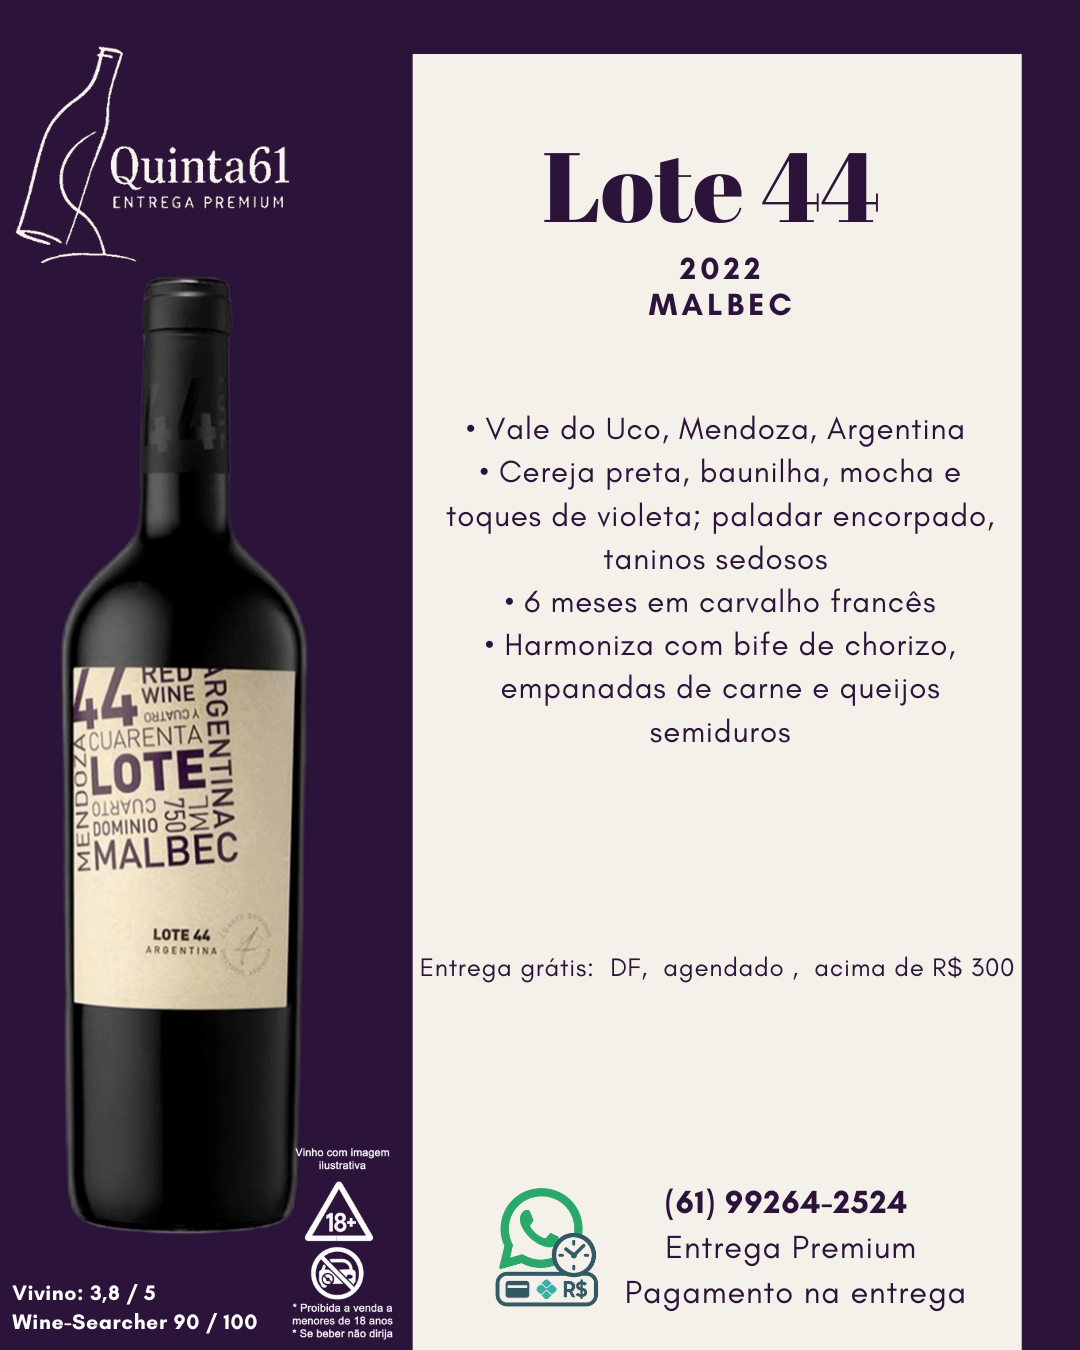 Quinta61
ENTREGA PREMIUM
Lote 44
2022
MALBEC
• Vale do Uco, Mendoza, Argentina
• Cereja preta, baunilha, mocha e
toques de violeta; paladar encorpado,
taninos sedosos
• 6 meses em carvalho francês
• Harmoniza com bife de chorizo,
empanadas de carne e queijos
semiduros
Entrega grátis: DF, agendado , acima de R$ 300
(61) 99264-2524
Entrega Premium
Pagamento na entrega
R$
44
44
RED
WINE
ARGENTINA
Y CUATRO
CUARENTA
MENDOZA
LOTE
CUARTO
750
ML
DOMINIO
MALBEC
LOTE 44
ARGENTINA
Vinho com imagem
ilustrativa
18+
* Proibida a venda a
menores de 18 anos
* Se beber não dirija
Vivino: 3,8 / 5
Wine-Searcher 90 / 100